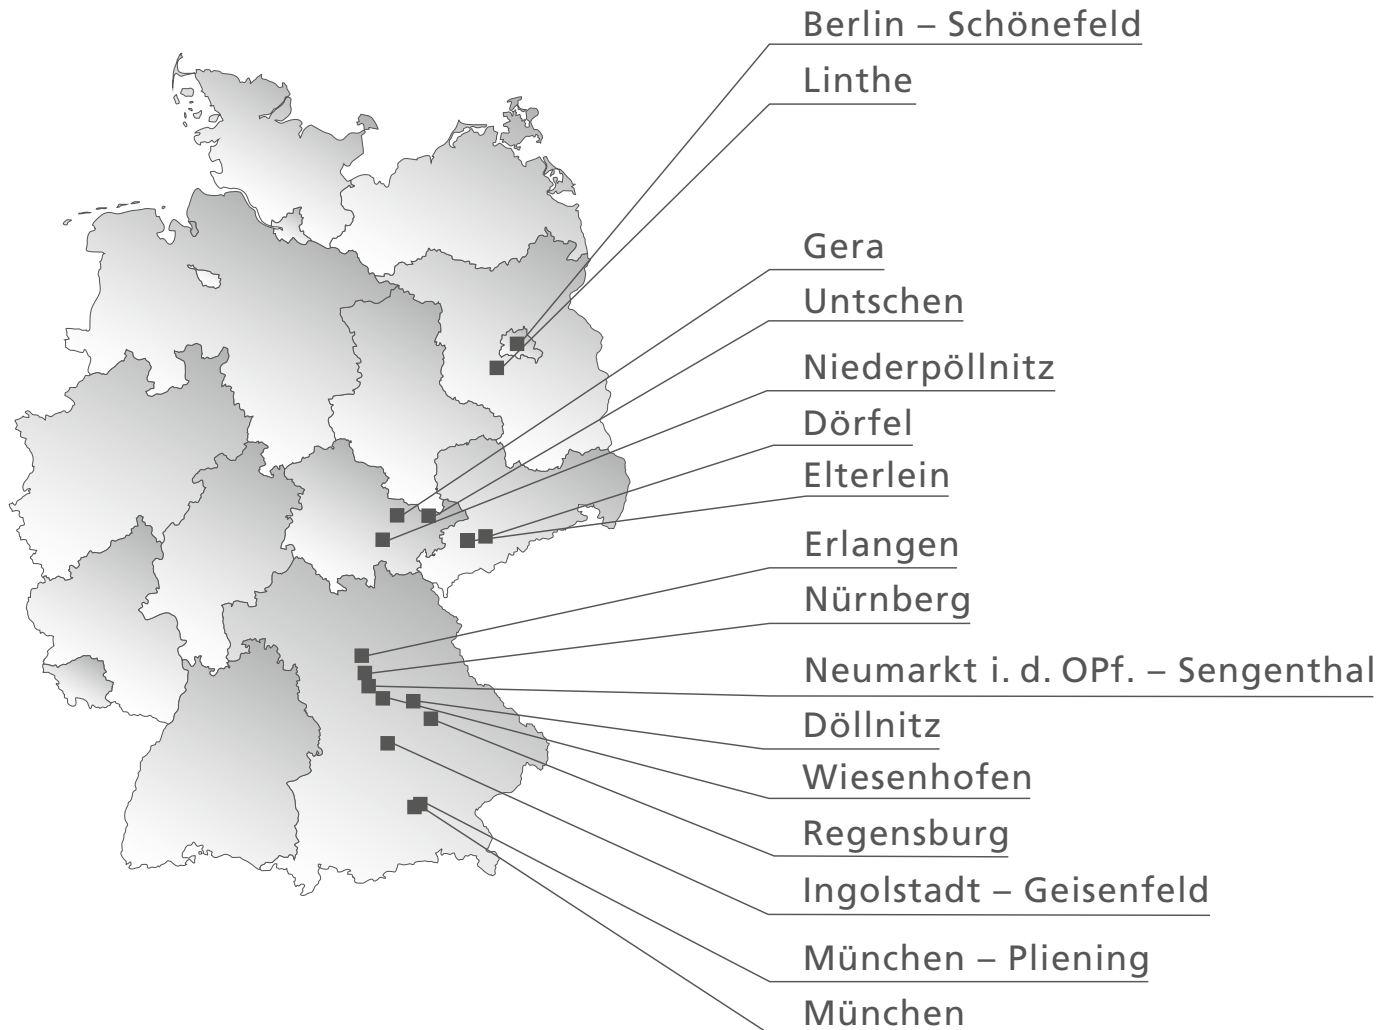 Berlin – Schönefeld
Linthe
Gera
Untschen
Niederpöllnitz
Dörfel
Elterlein
Erlangen
Nürnberg
Neumarkt i. d. OPf. – Sengenthal
Döllnitz
Wiesenhofen
Regensburg
Ingolstadt – Geisenfeld
München – Pliening
München